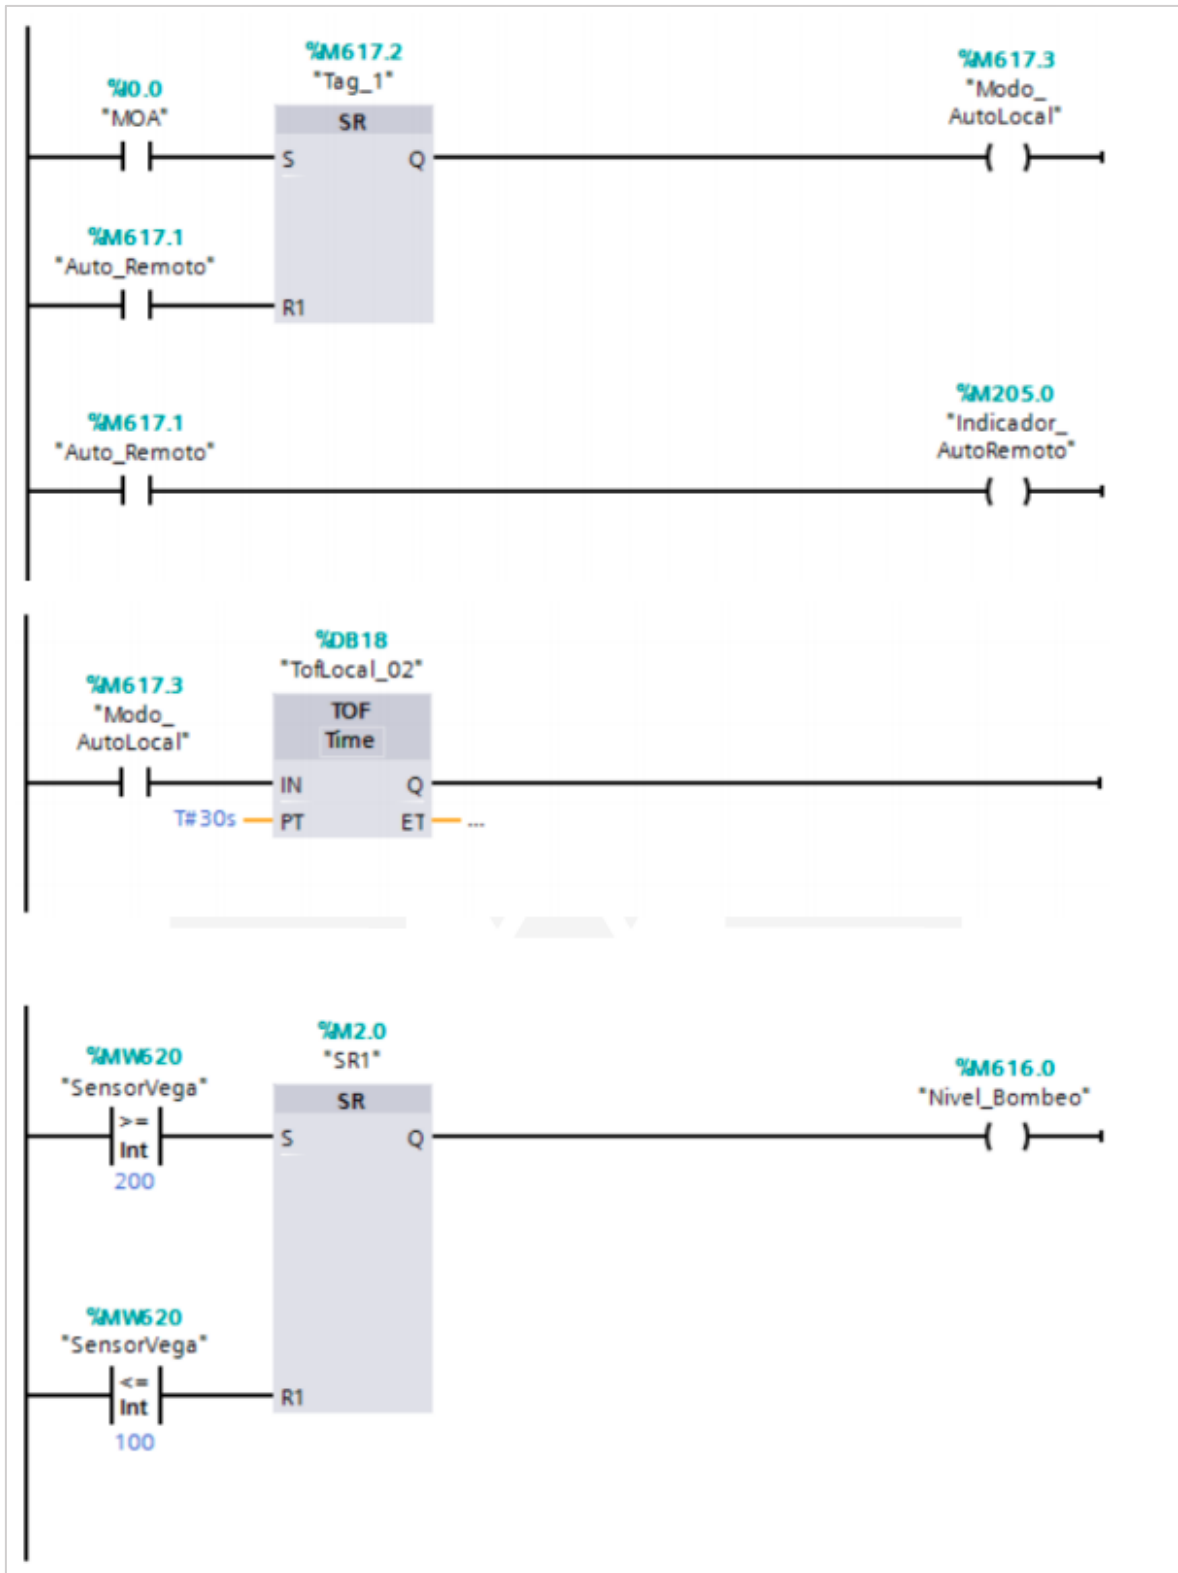 %M617.2
"Tag_1"
%I0.0
"MOA"
SR
S
Q
%M617.3
"Modo_
AutoLocal"
%M617.1
"Auto_Remoto"
R1
%M617.1
"Auto_Remoto"
%M205.0
"Indicador_
AutoRemoto"
%DB18
"TofLocal_02"
%M617.3
"Modo_
AutoLocal"
TOF
Time
IN
Q
T#30s
PT
ET
...
%M2.0
"SR1"
%MW620
"SensorVega"
>=
Int
200
SR
S
Q
%M616.0
"Nivel_Bombeo"
%MW620
"SensorVega"
<=
Int
100
R1